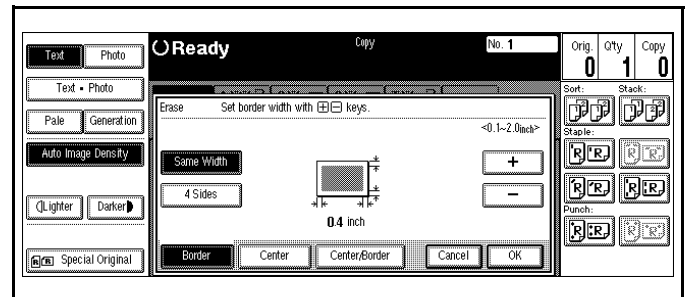 Text Photo
Text • Photo
Pale Generation
Auto Image Density
Lighter Darker
Special Original
Ready
Copy
No. 1
Erase Set border width with ⊞⊟ keys.
<0.1~2.0inch>
Same Width
4 Sides
+
−
0.4 inch
Border Center Center/Border Cancel OK
Orig. Q'ty Copy
0 1 0
Sort: Stack:
Staple:
Punch: